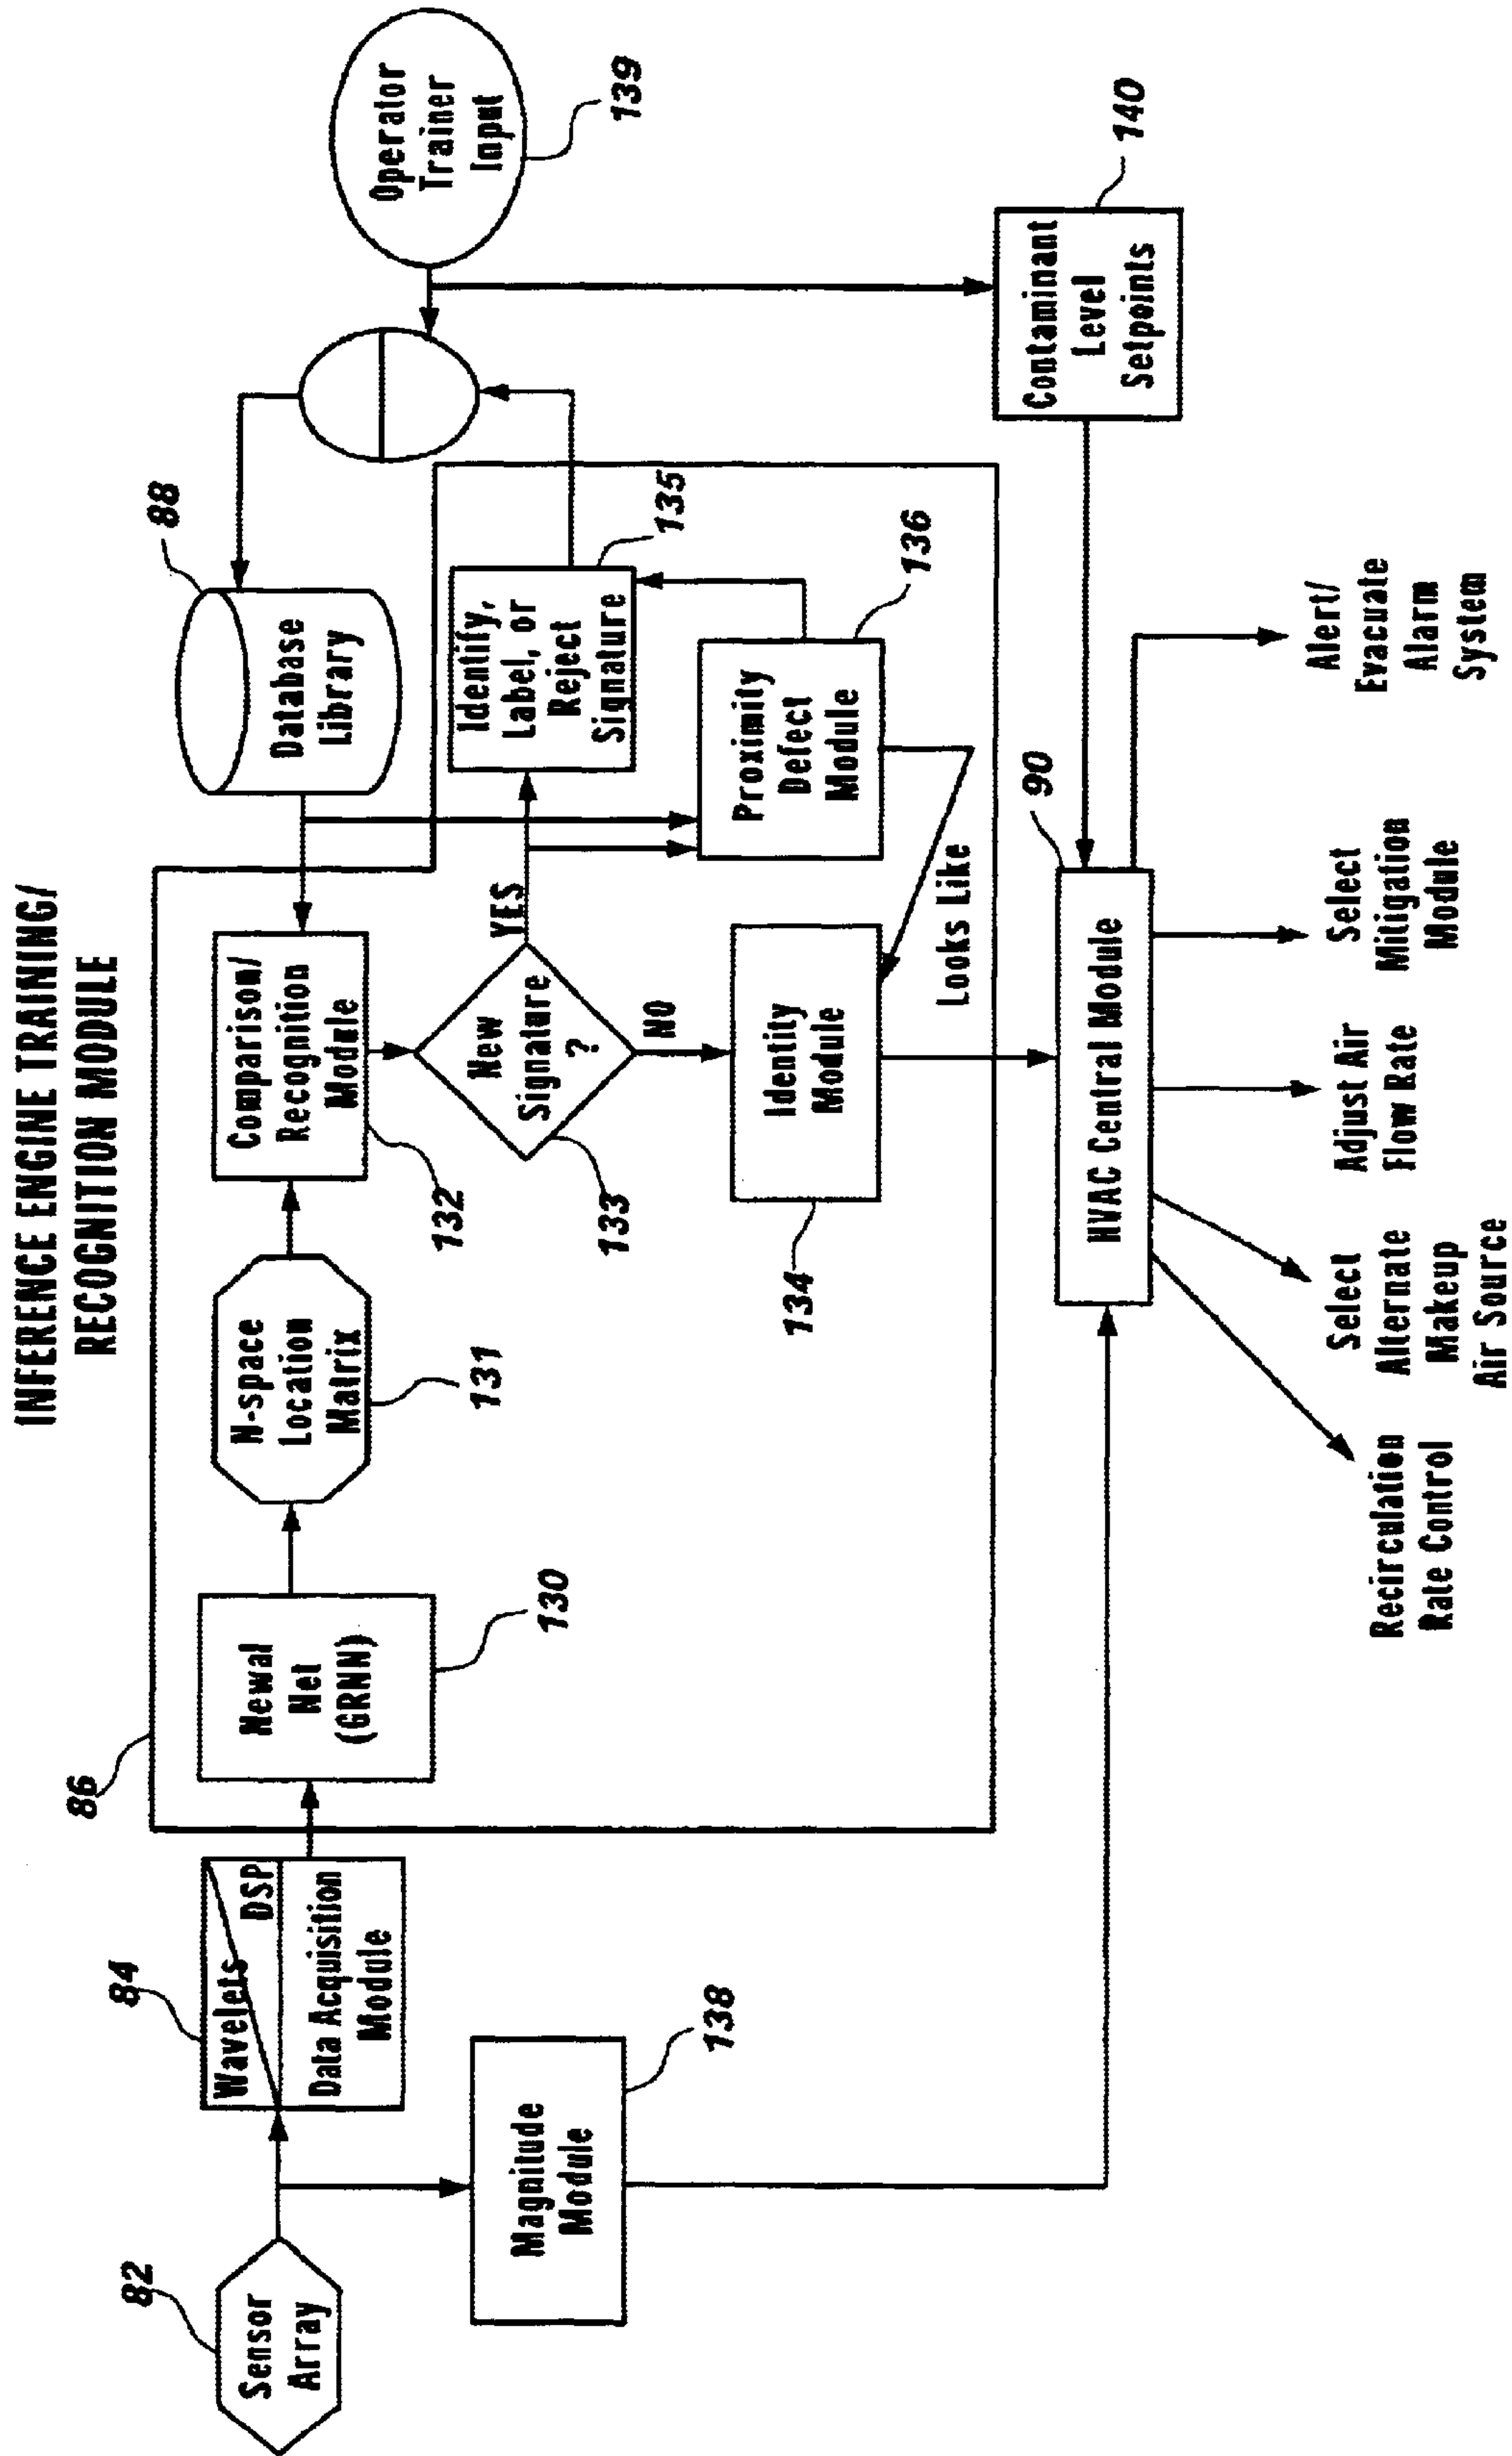 INFERENCE ENGINE TRAINING/
RECOGNITION MODULE
82
Sensor
Array
84
Wavelets
DSP
Data Acquisition
Module
Magnitude
Module
138
86
Newal
Net
(GRNN)
130
N-space
Location
Matrix
131
Comparison/
Recognition
Module
132
New
Signature
?
133
YES
NO
Identity
Module
134
88
Database
Library
Identify,
Label, or
Reject
Signature
135
Proximity
Defect
Module
136
Looks Like
Operator
Trainer
Input
139
Contaminant
Level
Setpoints
140
90
HVAC Central Module
Recirculation
Rate Control
Select
Alternate
Makeup
Air Source
Adjust Air
Flow Rate
Select
Mitigation
Module
Alert/
Evacuate
Alarm
System